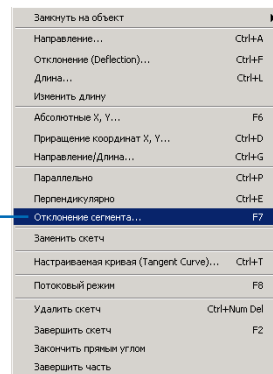 Замкнуть на объект
Направление... Ctrl+A
Отклонение (Deflection)... Ctrl+F
Длина... Ctrl+L
Изменить длину
Абсолютные X, Y... F6
Приращение координат X, Y... Ctrl+D
Направление/Длина... Ctrl+G
Параллельно Ctrl+P
Перпендикулярно Ctrl+E
Отклонение сегмента... F7
Заменить скетч
Настраиваемая кривая (Tangent Curve)... Ctrl+T
Потоковый режим F8
Удалить скетч Ctrl+Num Del
Завершить скетч F2
Закончить прямым углом
Завершить часть